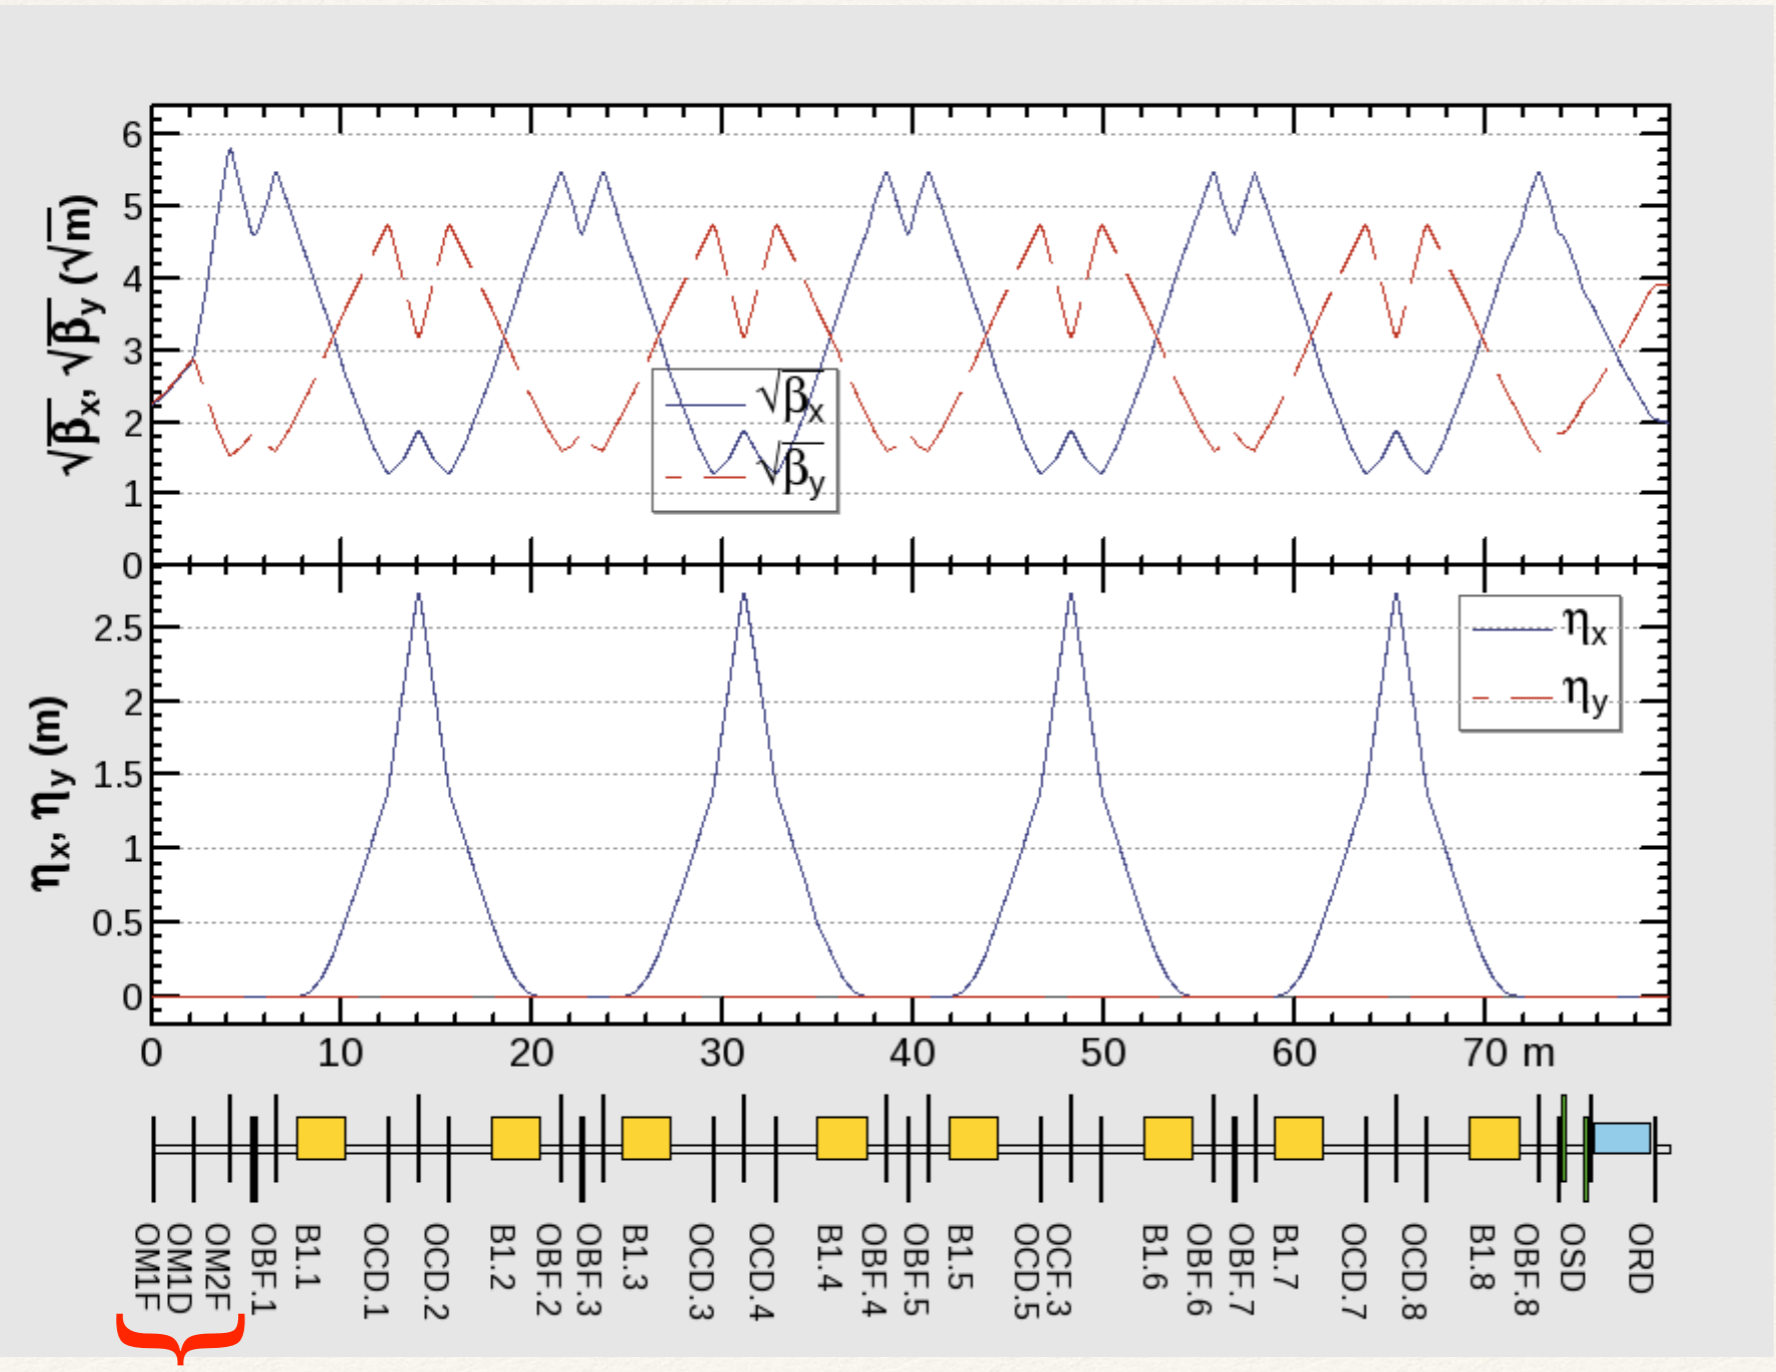 √βx, √βy (√m)
6
5
4
3
2
1
0
√βx
√βy
ηx, ηy (m)
2.5
2
1.5
1
0.5
0
ηx
ηy
0 10 20 30 40 50 60 70 m
OM1F
OM1D
OM2F
OBF.1
B1.1
OCD.1
OCD.2
B1.2
OBF.2
OBF.3
B1.3
OCD.3
OCD.4
B1.4
OBF.4
OBF.5
B1.5
OCD.5
OCF.3
B1.6
OBF.6
OBF.7
B1.7
OCD.7
OCD.8
B1.8
OBF.8
OSD
ORD